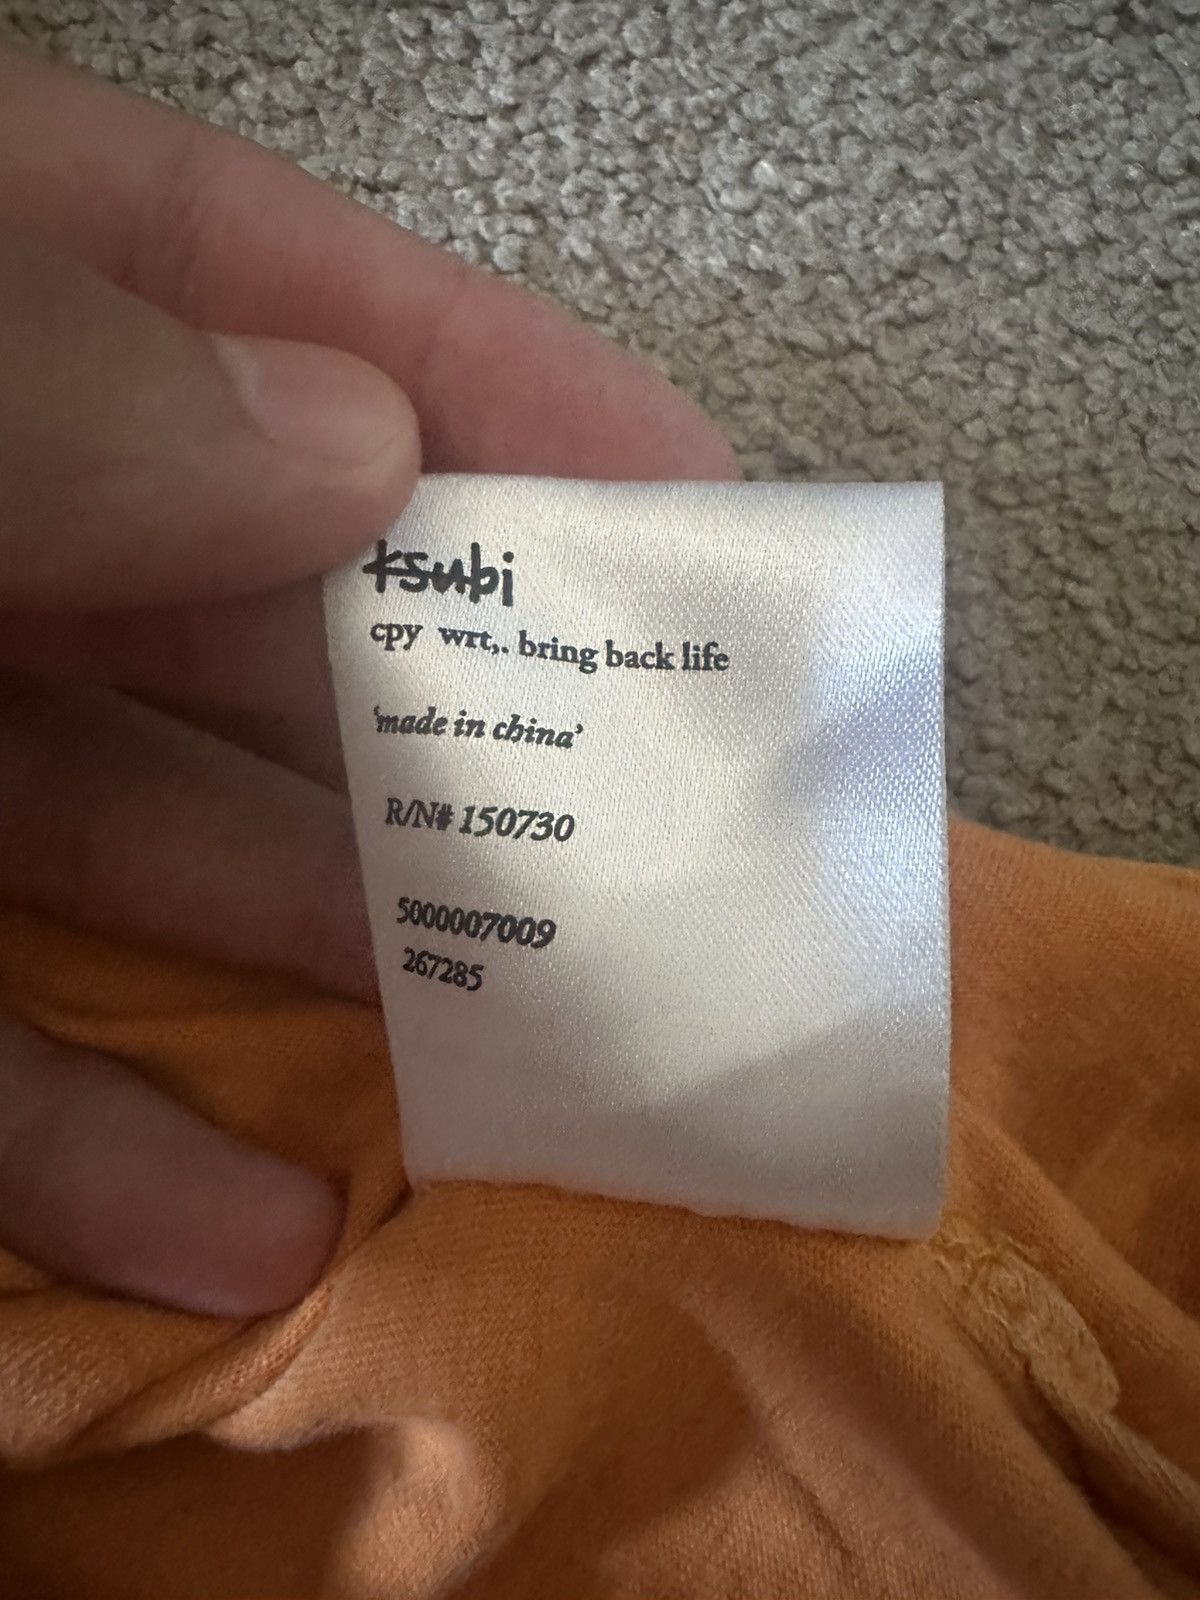 ksubi
cpy wrt,. bring back life
‘made in china’
R/N# 150730
5000007009
267285